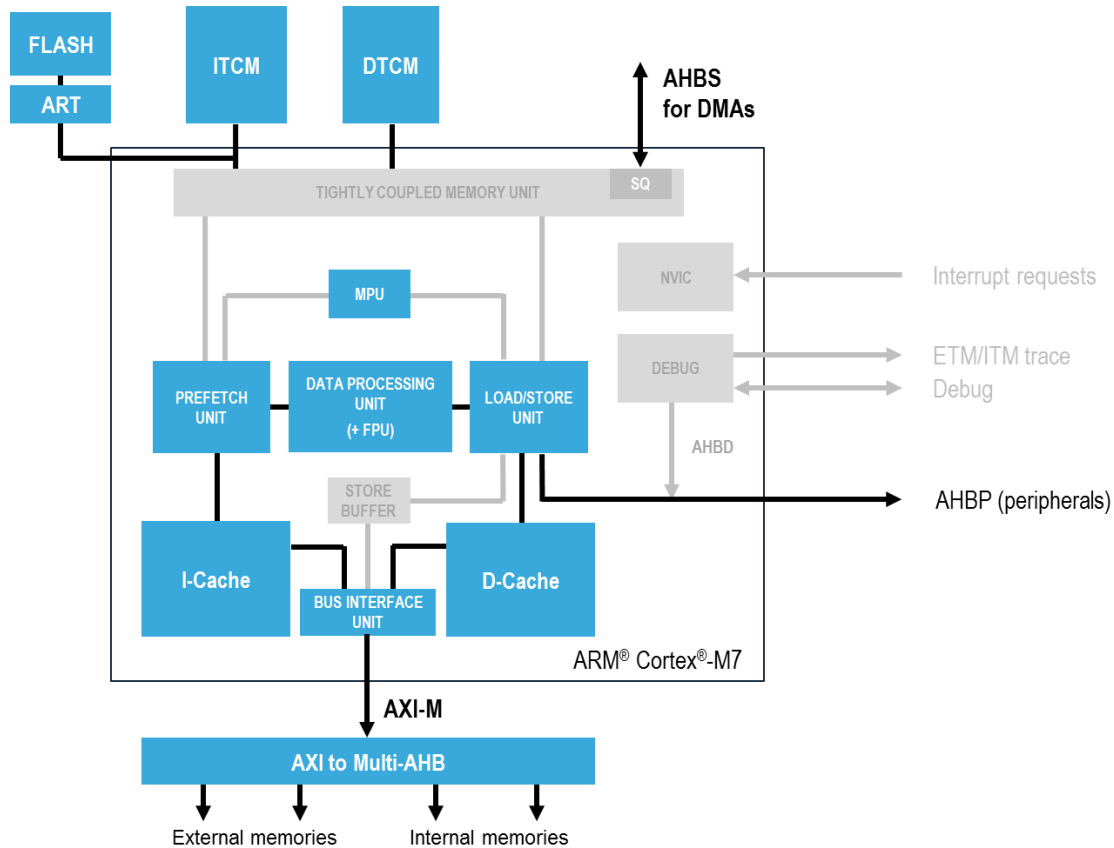 FLASH
ART
ITCM
DTCM
AHBS
for DMAs
TIGHTLY COUPLED MEMORY UNIT
SQ
MPU
NVIC
Interrupt requests
DEBUG
ETM/ITM trace
Debug
PREFETCH
UNIT
DATA PROCESSING
UNIT
(+ FPU)
LOAD/STORE
UNIT
AHBD
STORE
BUFFER
AHBP (peripherals)
I-Cache
BUS INTERFACE
UNIT
D-Cache
ARM® Cortex®-M7
AXI-M
AXI to Multi-AHB
External memories
Internal memories